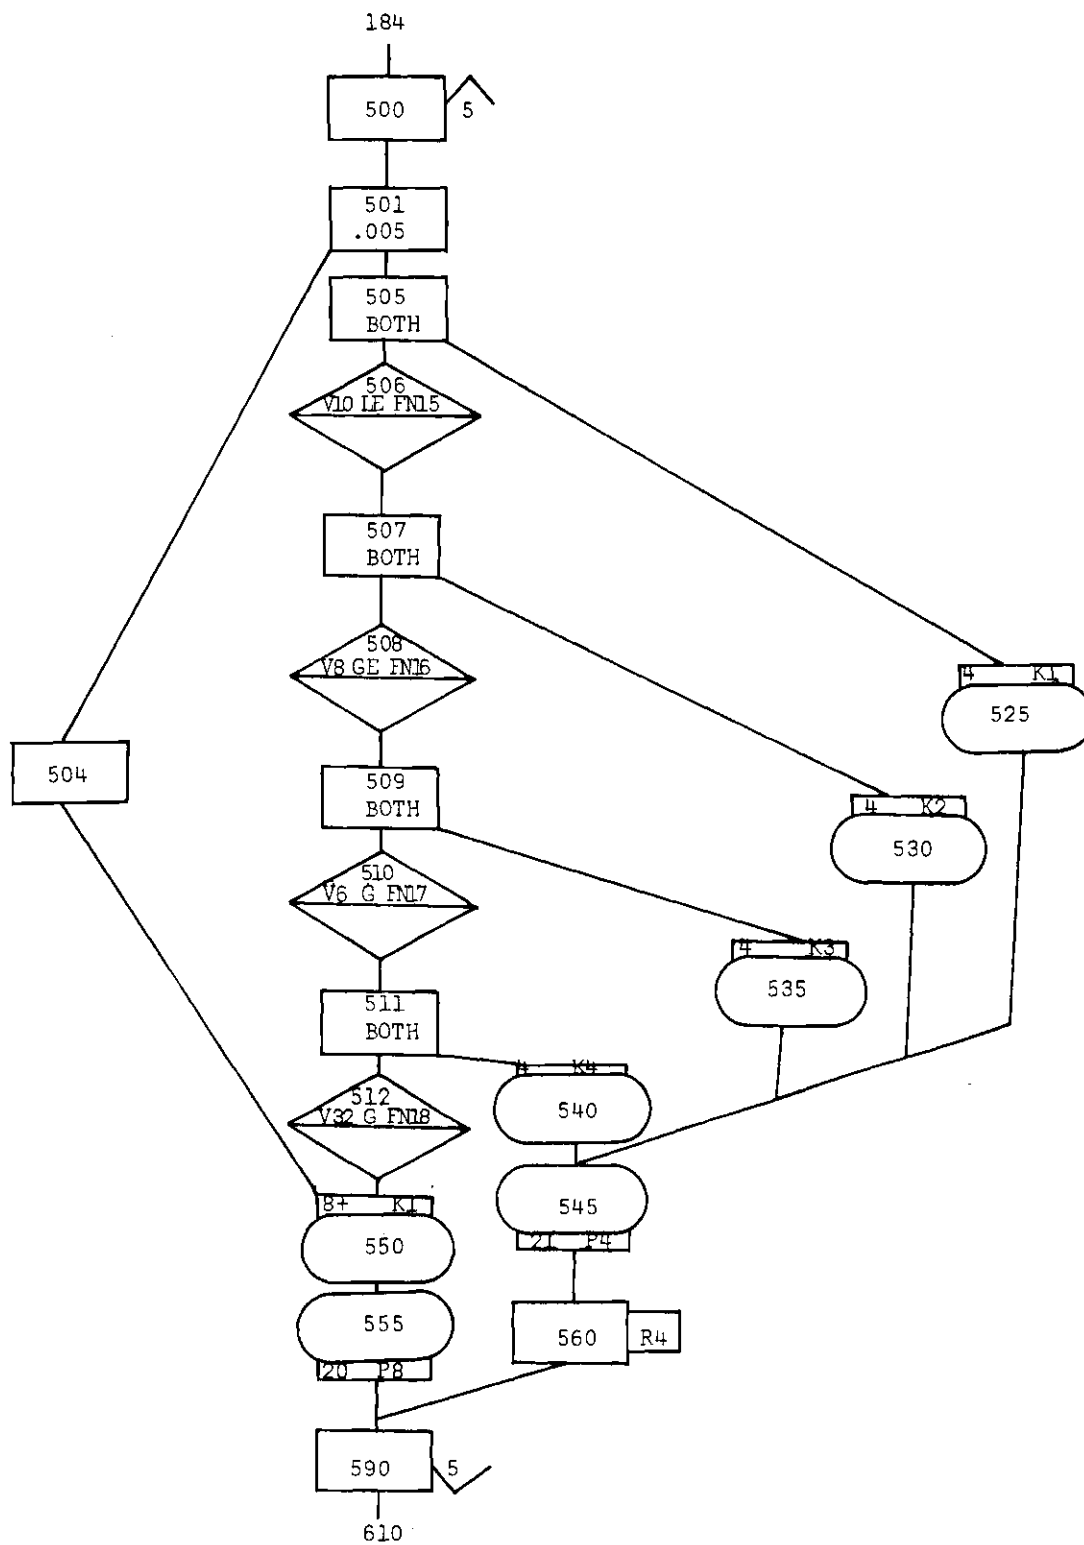 184
500
5
501
.005
505
BOTH
506
V10 LE FN15
507
BOTH
508
V8 GE FN16
4 K1
525
504
509
BOTH
4 K2
530
510
V6 G FN17
4 K3
535
511
BOTH
4 K4
540
512
V32 G FN18
545
21 P4
8+ K1
550
555
20 P8
560
R4
590
5
610